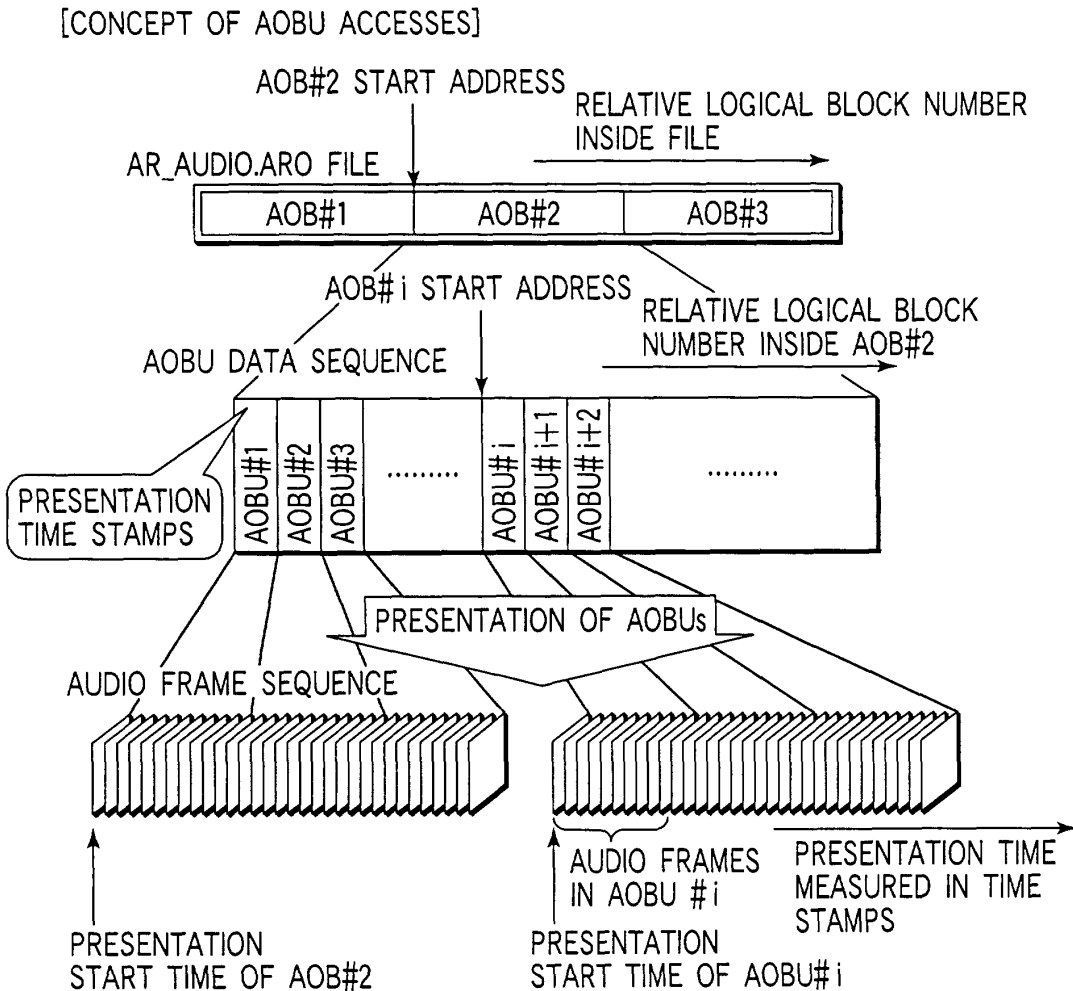 [CONCEPT OF AOBU ACCESSES]
AOB#2 START ADDRESS
RELATIVE LOGICAL BLOCK NUMBER
INSIDE FILE
AR_AUDIO.ARO FILE
AOB#1
AOB#2
AOB#3
AOB#i START ADDRESS
RELATIVE LOGICAL BLOCK
NUMBER INSIDE AOB#2
AOBU DATA SEQUENCE
AOBU#1
AOBU#2
AOBU#3
.........
AOBU#i
AOBU#i+1
AOBU#i+2
.........
PRESENTATION
TIME STAMPS
PRESENTATION OF AOBUs
AUDIO FRAME SEQUENCE
AUDIO FRAMES
IN AOBU #i
PRESENTATION TIME
MEASURED IN TIME
STAMPS
PRESENTATION
START TIME OF AOB#2
PRESENTATION
START TIME OF AOBU#i